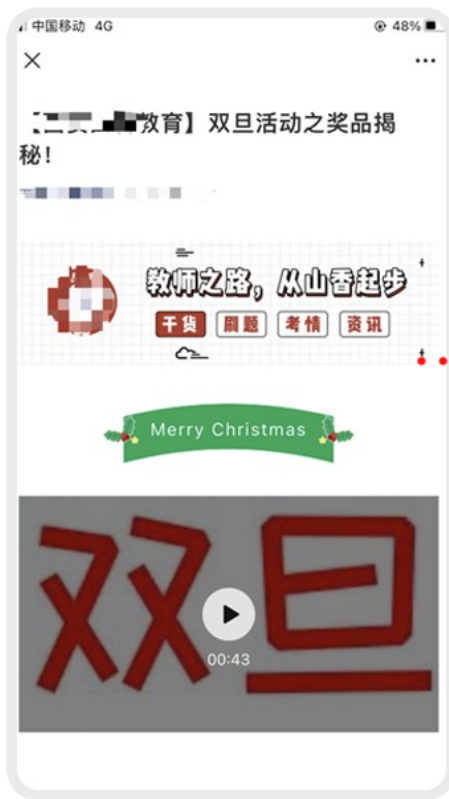 中国移动 4G
48%
教育】双旦活动之奖品揭
秘!
教师之路，从山香起步
干货 刷题 考情 资讯
Merry Christmas
双旦
00:43